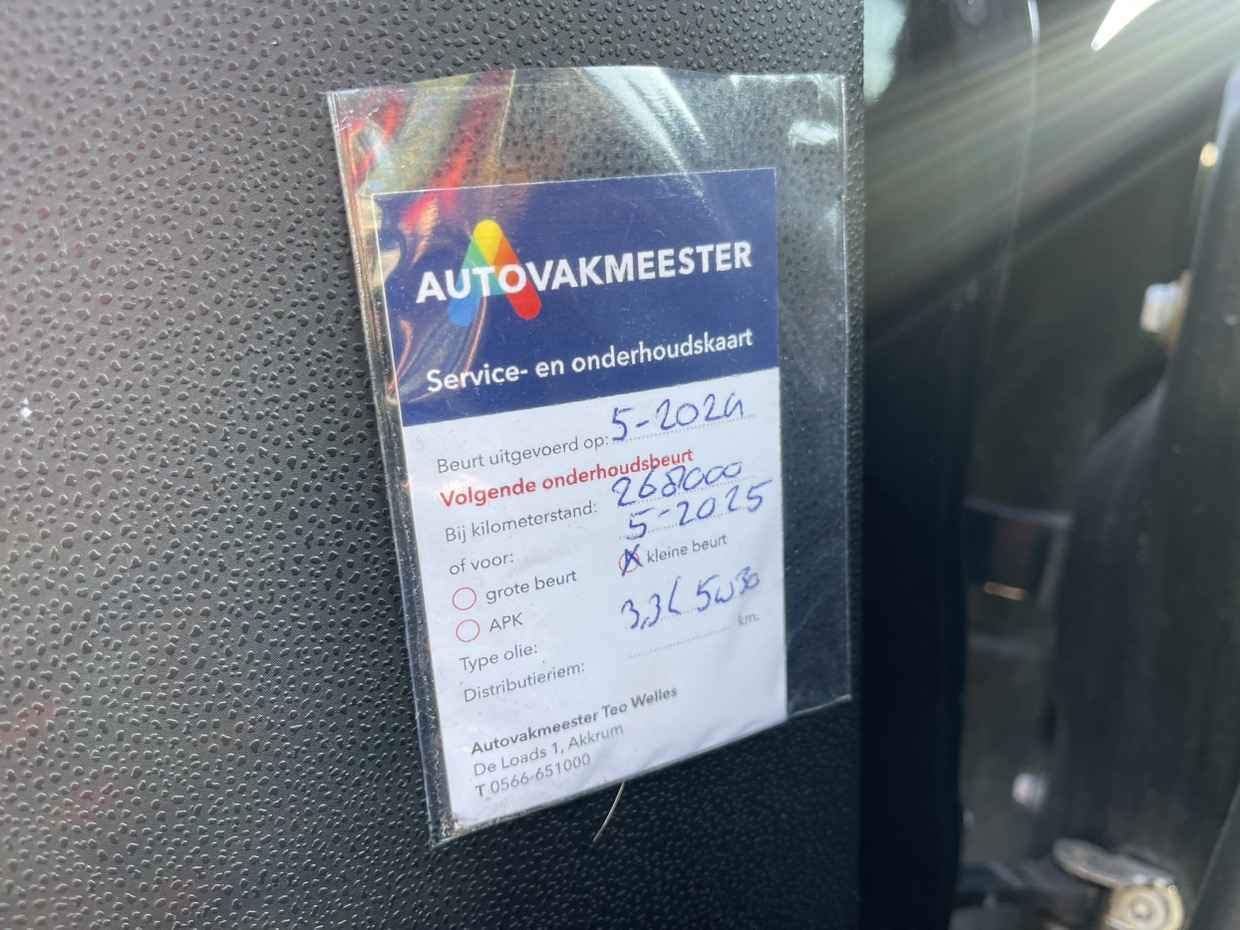 AUTOVAKMEESTER
Service- en onderhoudskaart
Beurt uitgevoerd op: 5-2024
Volgende onderhoudsbeurt
Bij kilometerstand: 268000
of voor: 5-2025
grote beurt X kleine beurt
APK
Type olie: 3,3L 5w30
Distributieriem: km.
Autovakmeester Teo Welles
De Loads 1, Akkrum
T 0566-651000